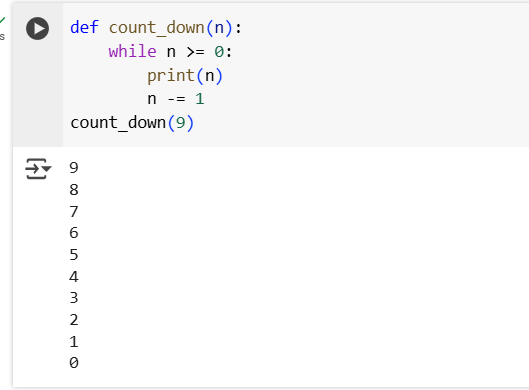 def count_down(n):
    while n >= 0:
        print(n)
        n -= 1
count_down(9)
s
9
8
7
6
5
4
3
2
1
0